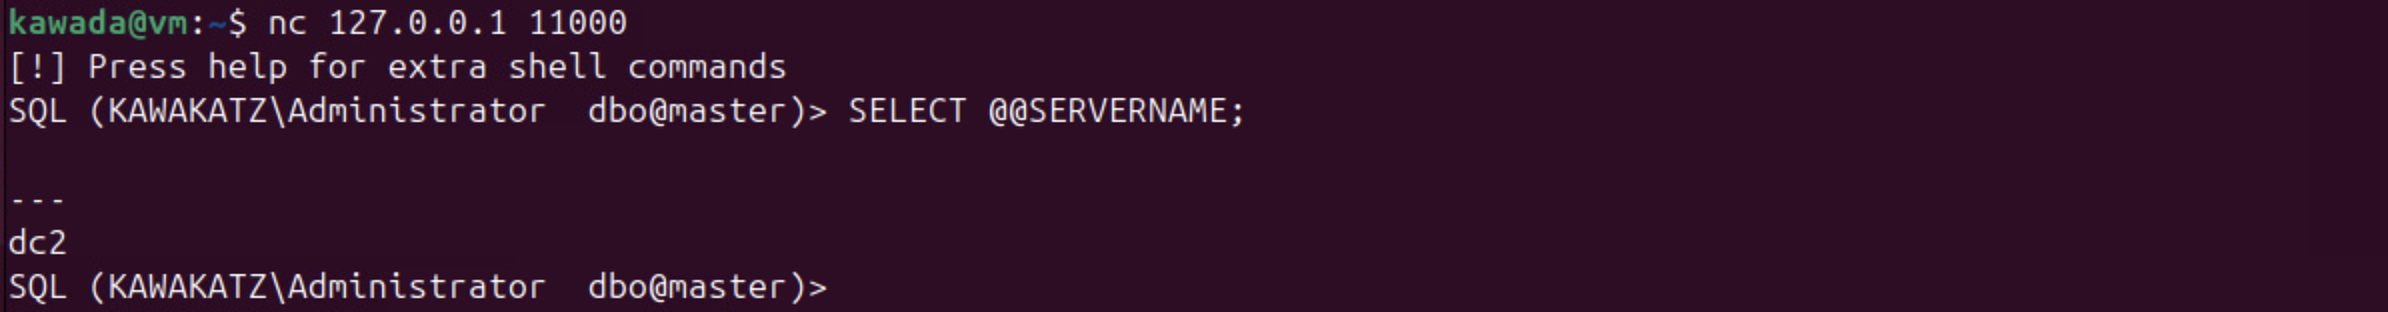 kawada@vm:~$ nc 127.0.0.1 11000
[!] Press help for extra shell commands
SQL (KAWAKATZ\Administrator  dbo@master)> SELECT @@SERVERNAME;
---
dc2
SQL (KAWAKATZ\Administrator  dbo@master)>